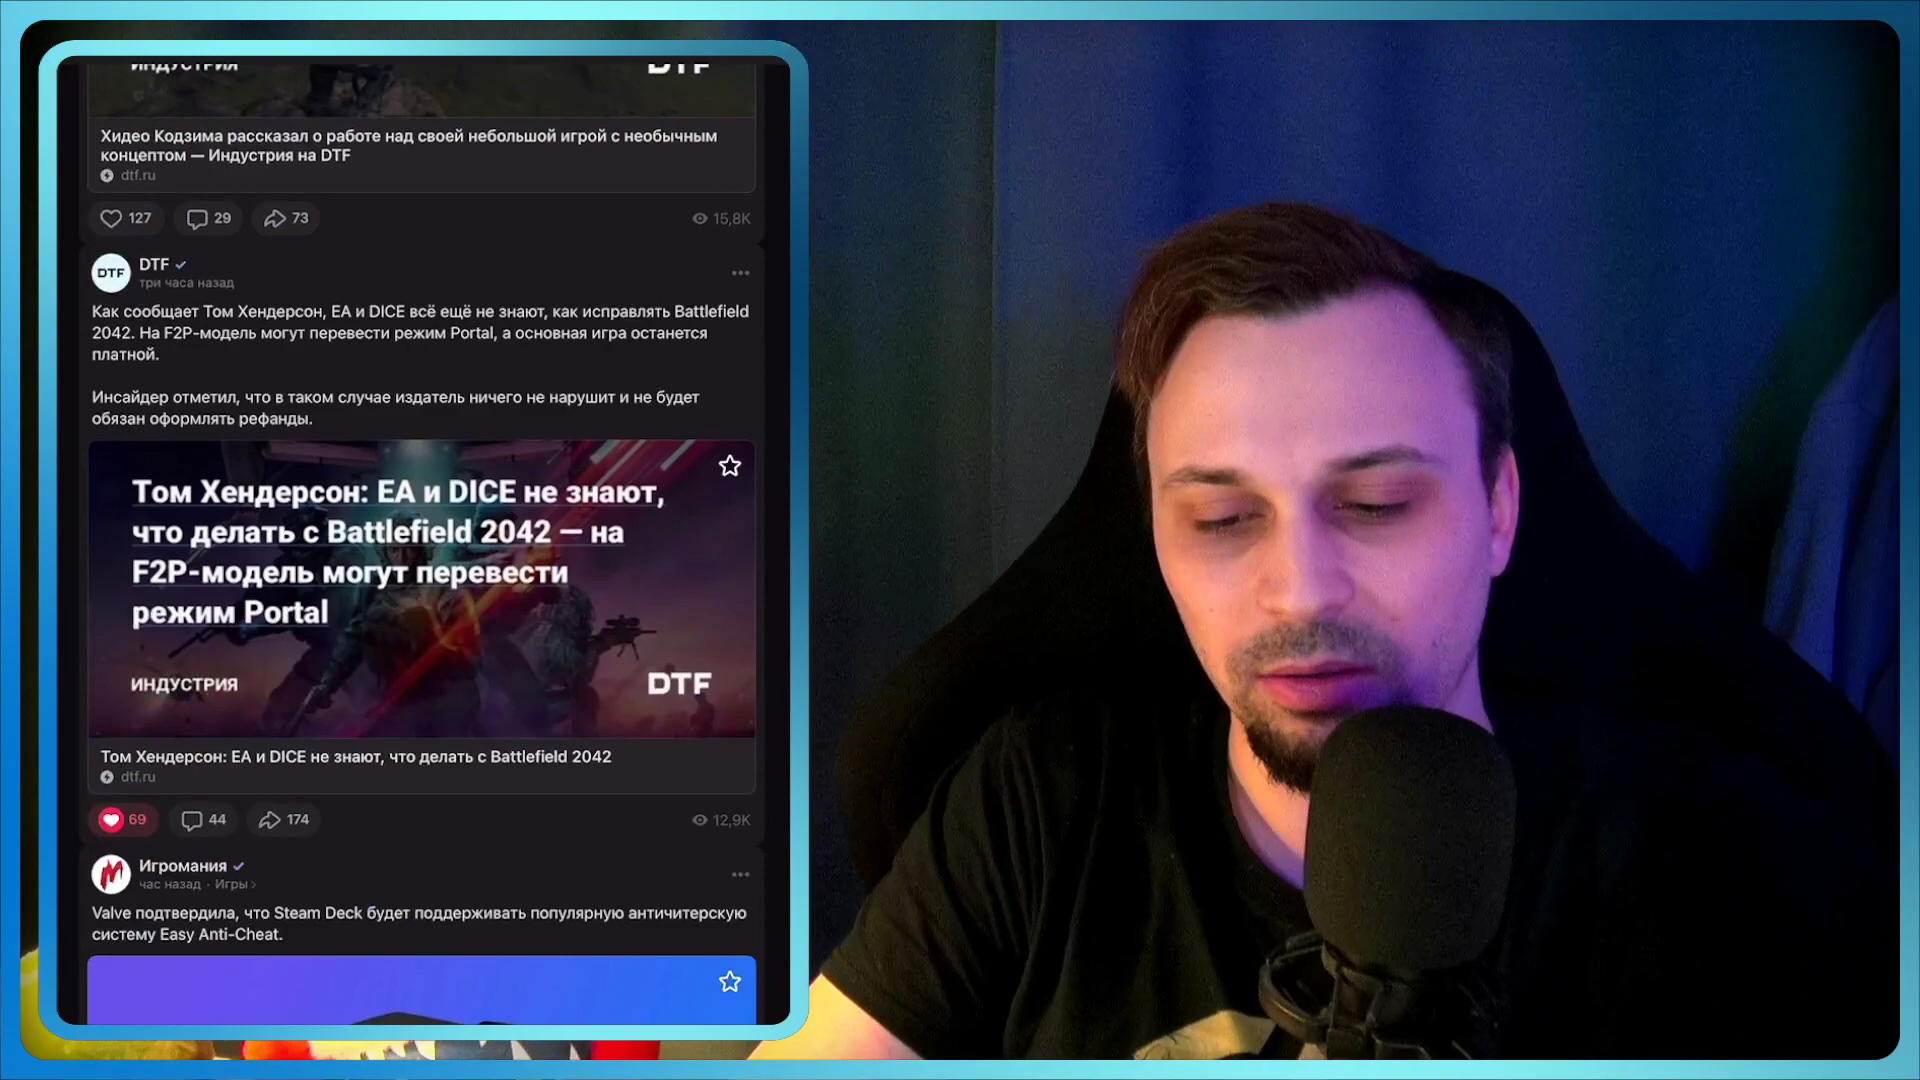 ИНДУСТРИЯ
DTF
Хидео Кодзима рассказал о работе над своей небольшой игрой с необычным
концептом — Индустрия на DTF
dtf.ru
127
29
73
15,8K
DTF
DTF
три часа назад
Как сообщает Том Хендерсон, EA и DICE всё ещё не знают, как исправлять Battlefield
2042. На F2P-модель могут перевести режим Portal, а основная игра останется
платной.
Инсайдер отметил, что в таком случае издатель ничего не нарушит и не будет
обязан оформлять рефанды.
Том Хендерсон: EA и DICE не знают,
что делать с Battlefield 2042 — на
F2P-модель могут перевести
режим Portal
ИНДУСТРИЯ
DTF
Том Хендерсон: EA и DICE не знают, что делать с Battlefield 2042
dtf.ru
69
44
174
12,9K
Игромания
час назад · Игры
Valve подтвердила, что Steam Deck будет поддерживать популярную античитерскую
систему Easy Anti-Cheat.